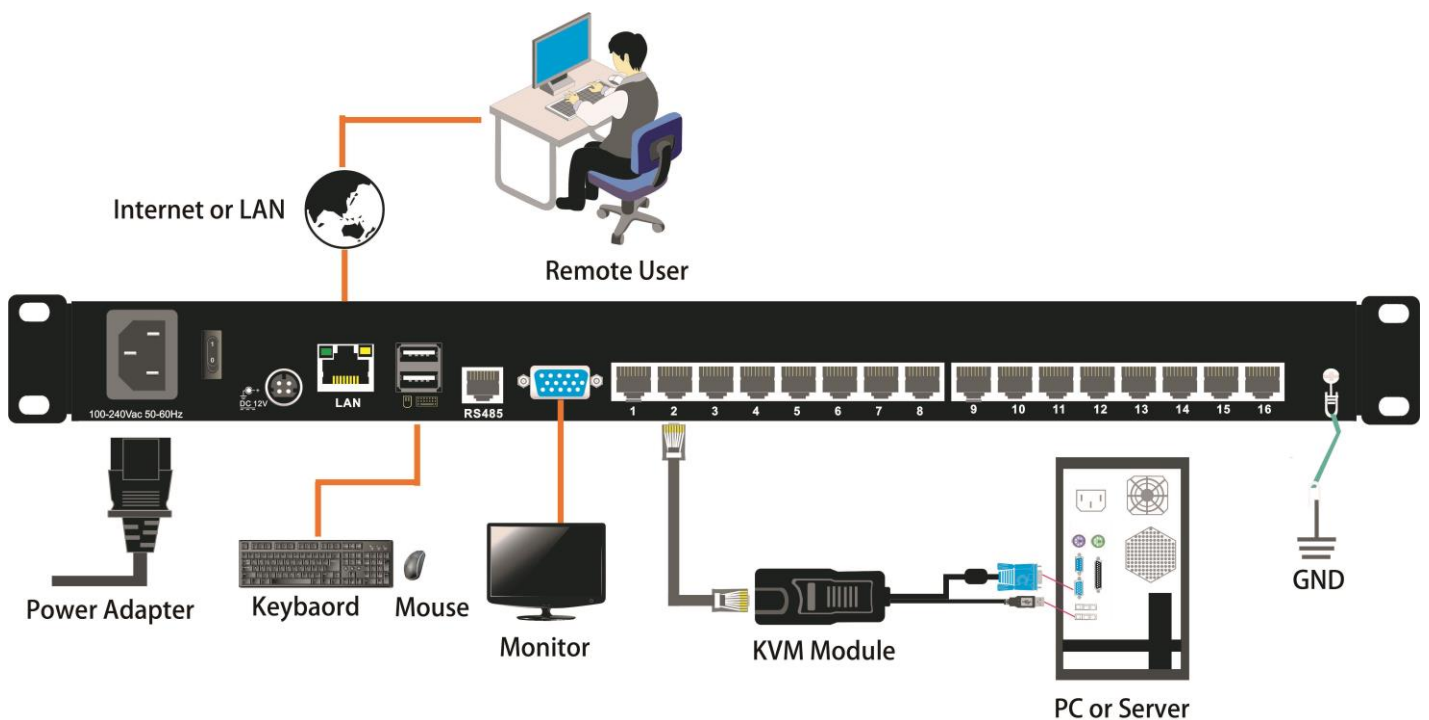 Internet or LAN
Remote User
100-240Vac 50-60Hz
1
0
DC 12V
LAN
RS485
1 2 3 4 5 6 7 8 9 10 11 12 13 14 15 16
Power Adapter
Keybaord
Mouse
Monitor
KVM Module
PC or Server
GND